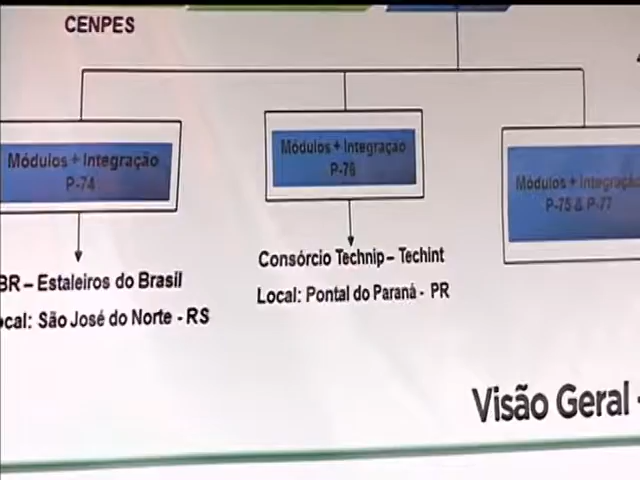 CENPES
Módulos + Integração
P-74
BR – Estaleiros do Brasil
ocal: São José do Norte - RS
Módulos + Integração
P-76
Consórcio Technip – Techint
Local: Pontal do Paraná - PR
Módulos + Integração
P-75 & P-77
Visão Geral -